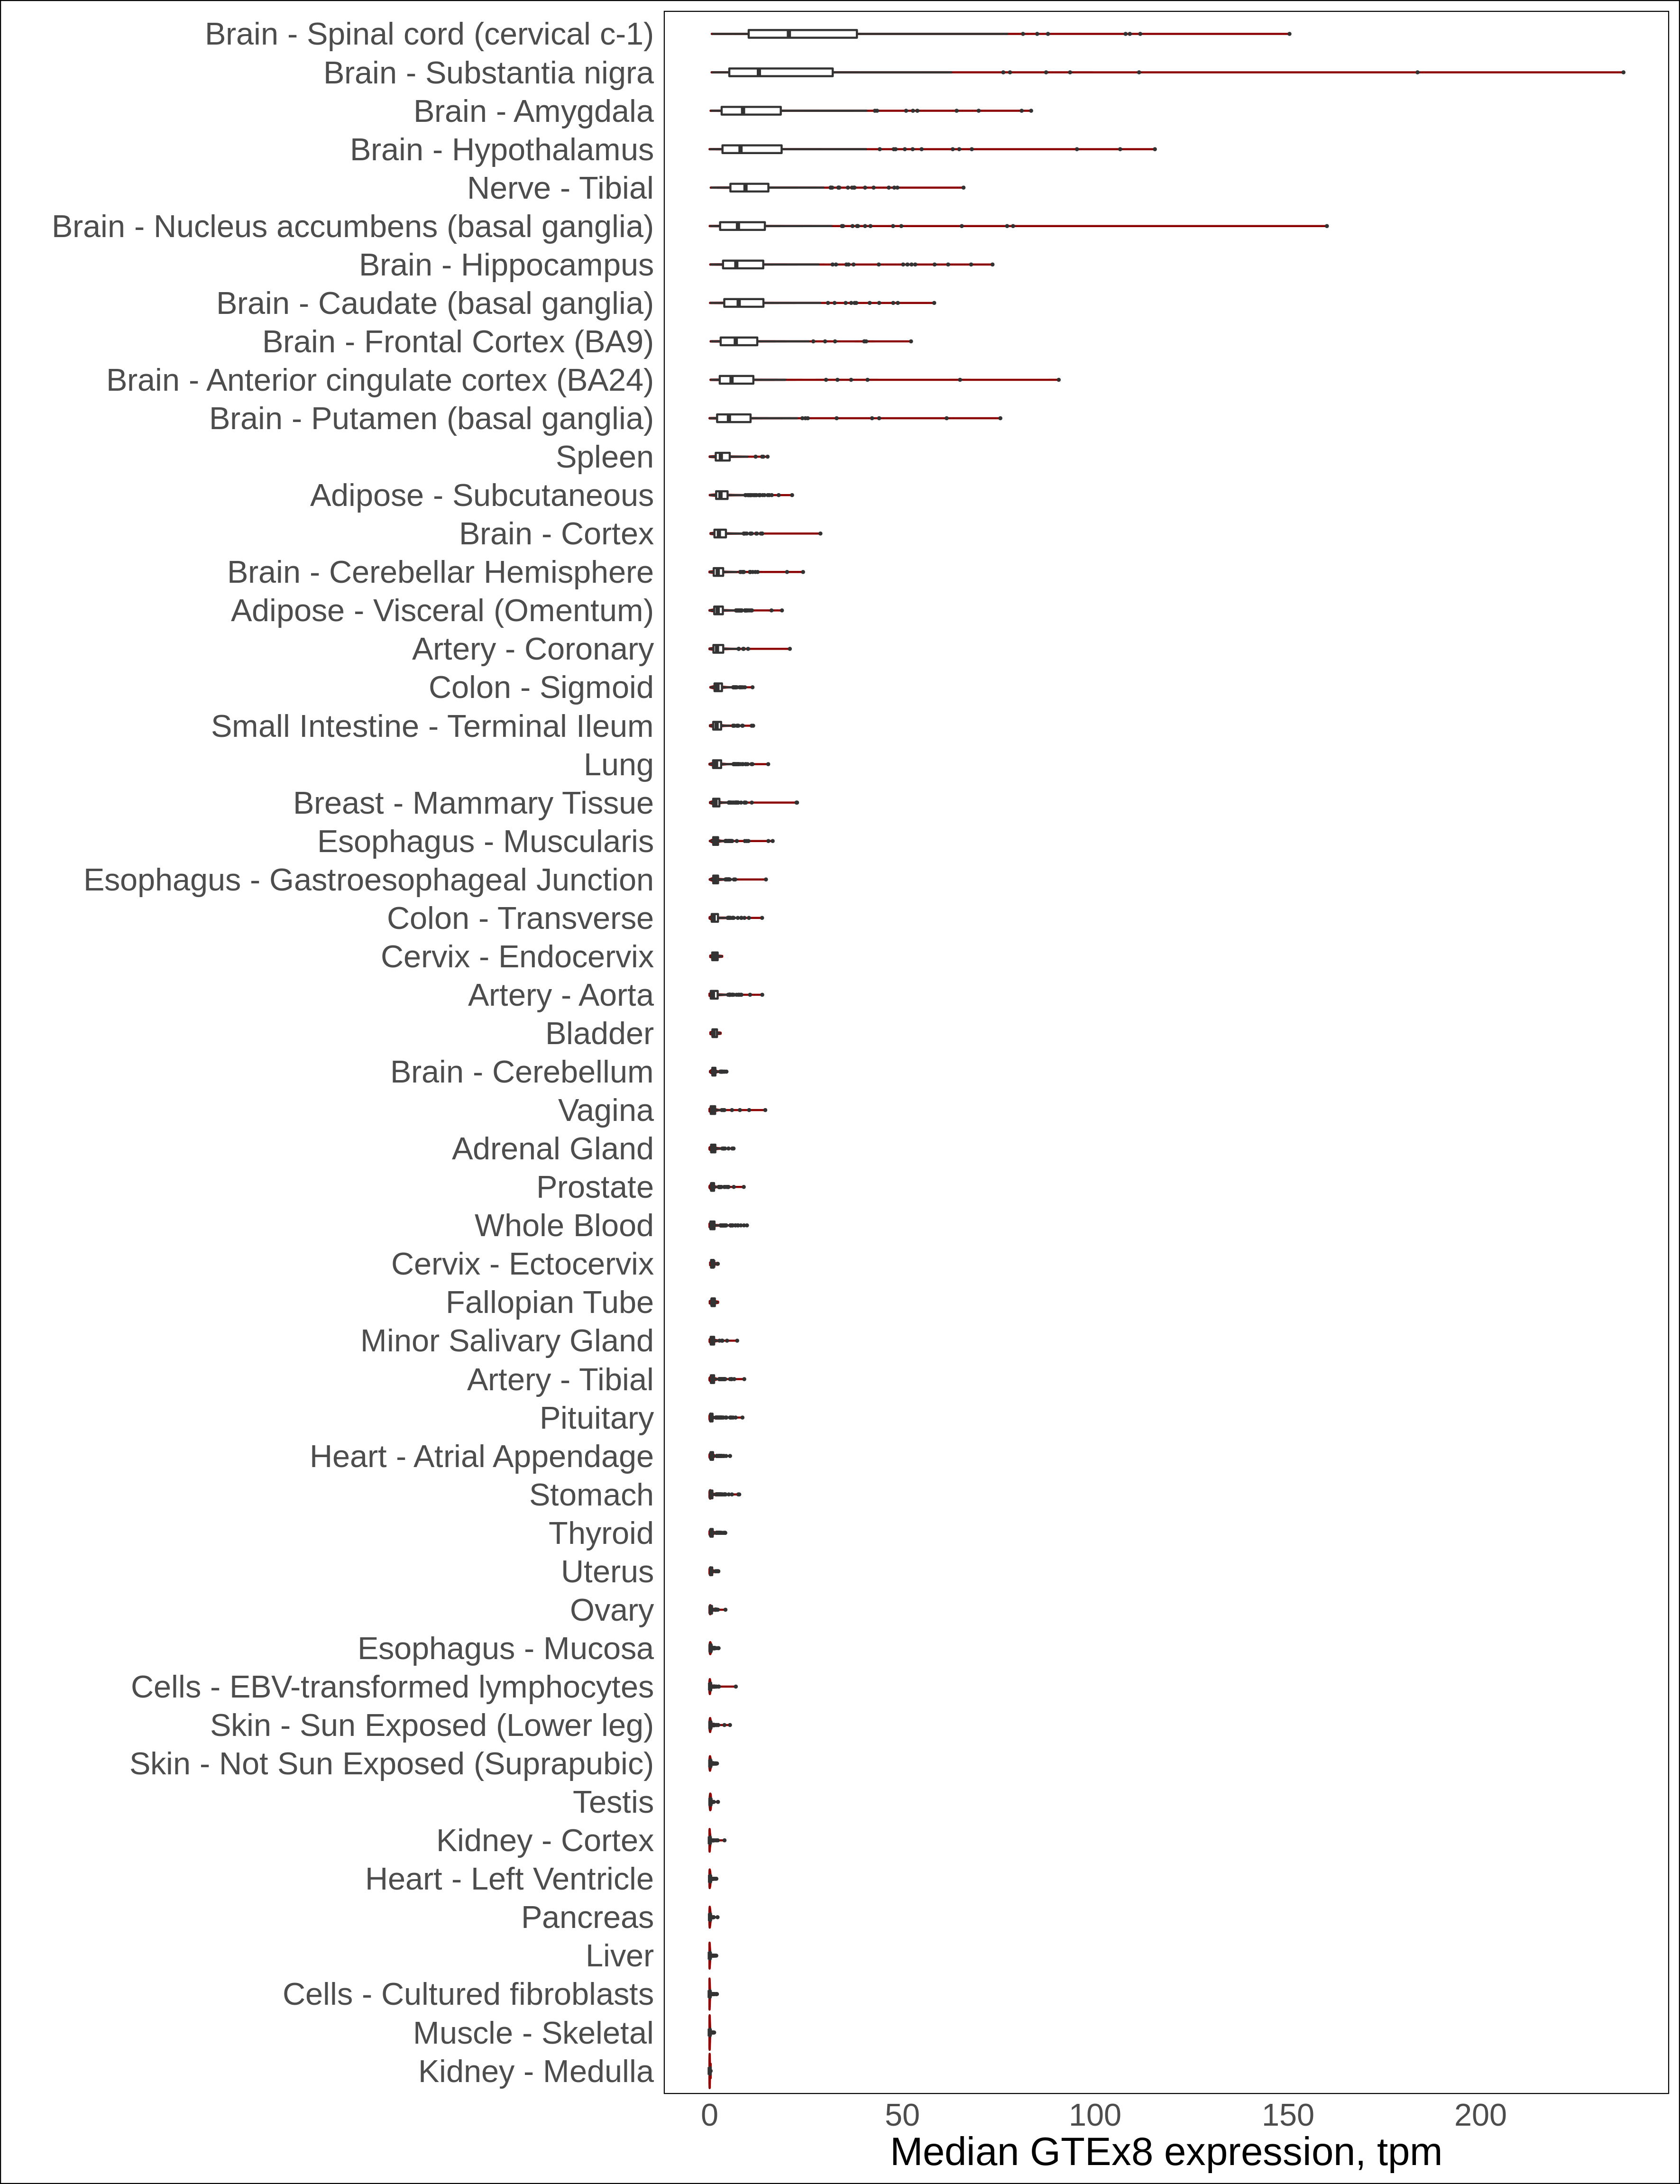 Brain - Spinal cord (cervical c-1)
Brain - Substantia nigra
Brain - Amygdala
Brain - Hypothalamus
Nerve - Tibial
Brain - Nucleus accumbens (basal ganglia)
Brain - Hippocampus
Brain - Caudate (basal ganglia)
Brain - Frontal Cortex (BA9)
Brain - Anterior cingulate cortex (BA24)
Brain - Putamen (basal ganglia)
Spleen
Adipose - Subcutaneous
Brain - Cortex
Brain - Cerebellar Hemisphere
Adipose - Visceral (Omentum)
Artery - Coronary
Colon - Sigmoid
Small Intestine - Terminal Ileum
Lung
Breast - Mammary Tissue
Esophagus - Muscularis
Esophagus - Gastroesophageal Junction
Colon - Transverse
Cervix - Endocervix
Artery - Aorta
Bladder
Brain - Cerebellum
Vagina
Adrenal Gland
Prostate
Whole Blood
Cervix - Ectocervix
Fallopian Tube
Minor Salivary Gland
Artery - Tibial
Pituitary
Heart - Atrial Appendage
Stomach
Thyroid
Uterus
Ovary
Esophagus - Mucosa
Cells - EBV-transformed lymphocytes
Skin - Sun Exposed (Lower leg)
Skin - Not Sun Exposed (Suprapubic)
Testis
Kidney - Cortex
Heart - Left Ventricle
Pancreas
Liver
Cells - Cultured fibroblasts
Muscle - Skeletal
Kidney - Medulla
0 50 100 150 200
Median GTEx8 expression, tpm